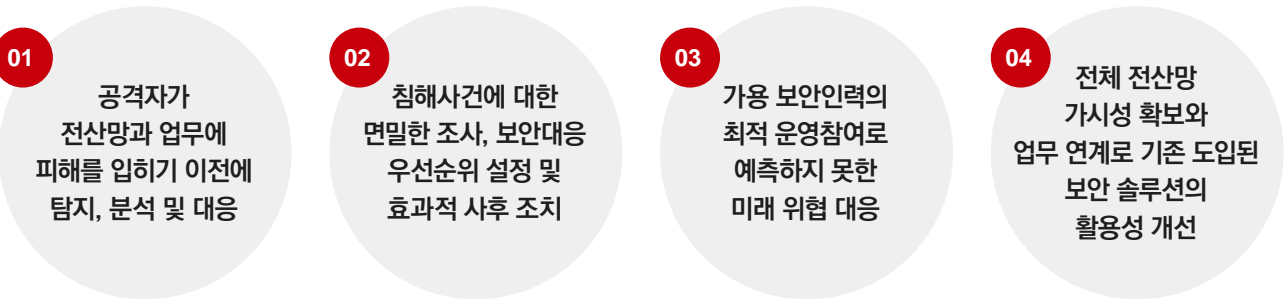 01
공격자가
전산망과 업무에
피해를 입히기 이전에
탐지, 분석 및 대응
02
침해사건에 대한
면밀한 조사, 보안대응
우선순위 설정 및
효과적 사후 조치
03
가용 보안인력의
최적 운영참여로
예측하지 못한
미래 위협 대응
04
전체 전산망
가시성 확보와
업무 연계로 기존 도입된
보안 솔루션의
활용성 개선